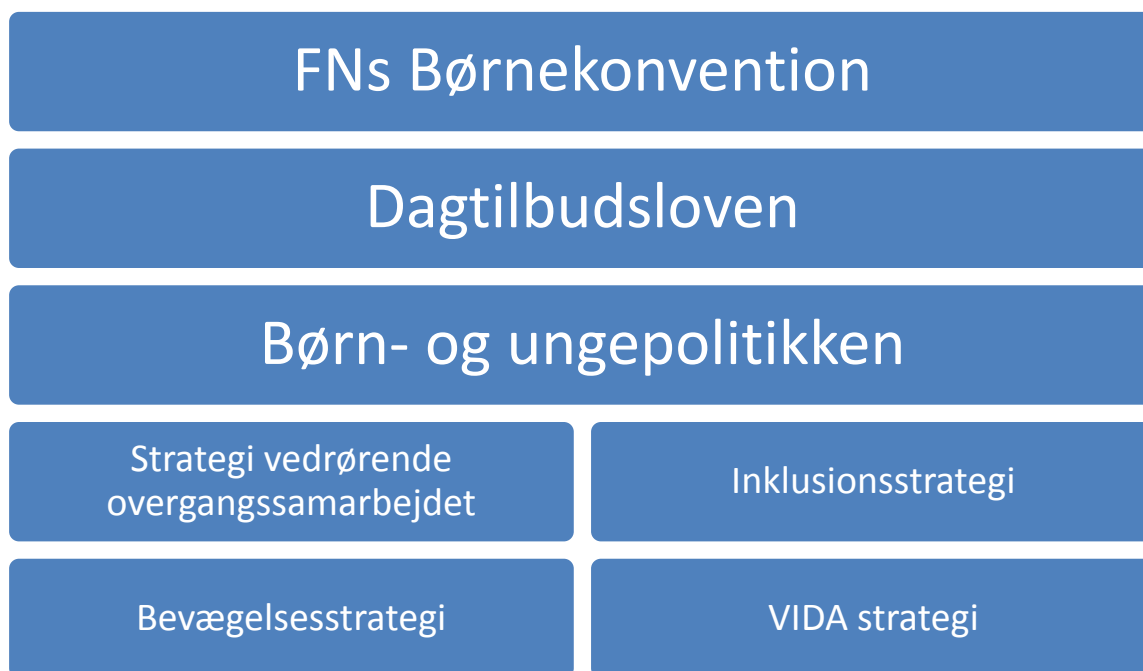 FNs Børnekonvention
Dagtilbudsloven
Børn- og ungepolitikken
Strategi vedrørende
overgangssamarbejdet
Inklusionsstrategi
Bevægelsesstrategi
VIDA strategi